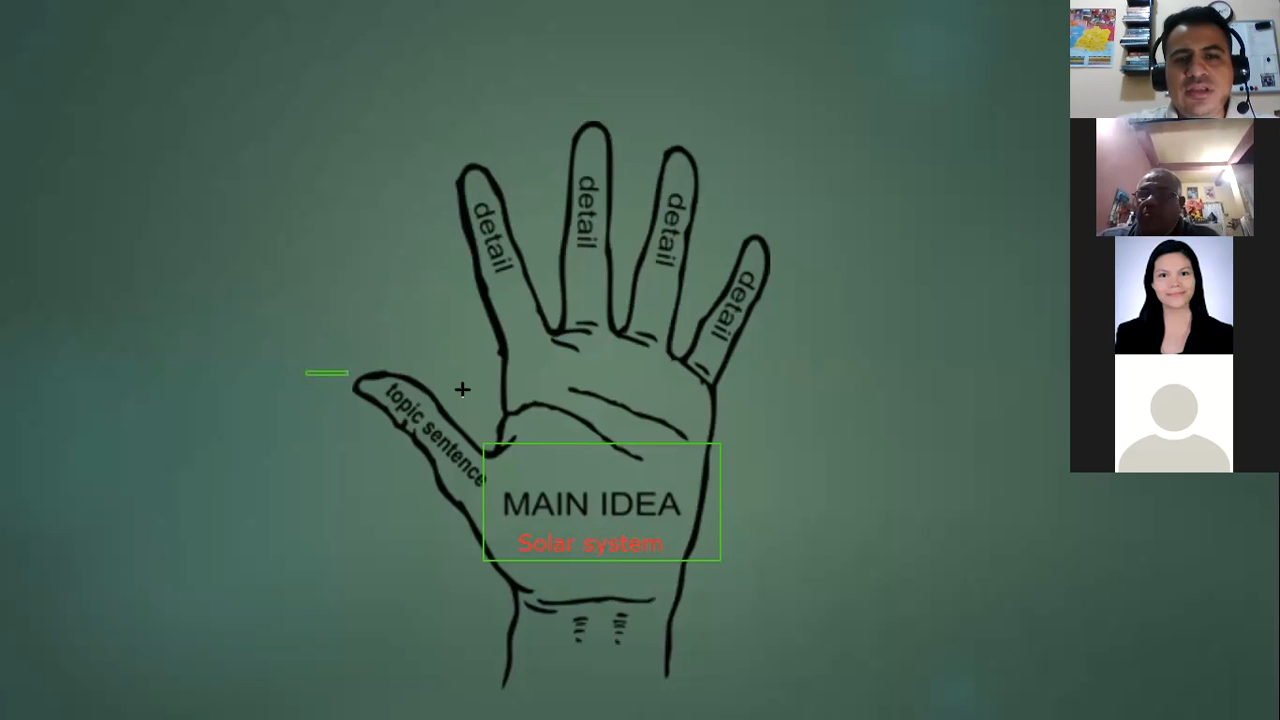 detail
detail
detail
detail
topic sentence
MAIN IDEA
Solar system